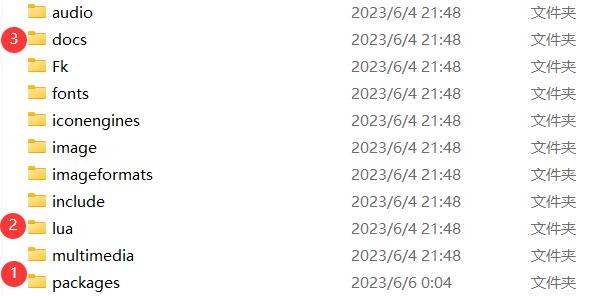 audio 2023/6/4 21:48 文件夹
3 docs 2023/6/4 21:48 文件夹
Fk 2023/6/4 21:48 文件夹
fonts 2023/6/4 21:48 文件夹
iconengines 2023/6/4 21:48 文件夹
image 2023/6/4 21:48 文件夹
imageformats 2023/6/4 21:48 文件夹
include 2023/6/4 21:48 文件夹
2 lua 2023/6/4 21:48 文件夹
multimedia 2023/6/4 21:48 文件夹
1 packages 2023/6/6 0:04 文件夹